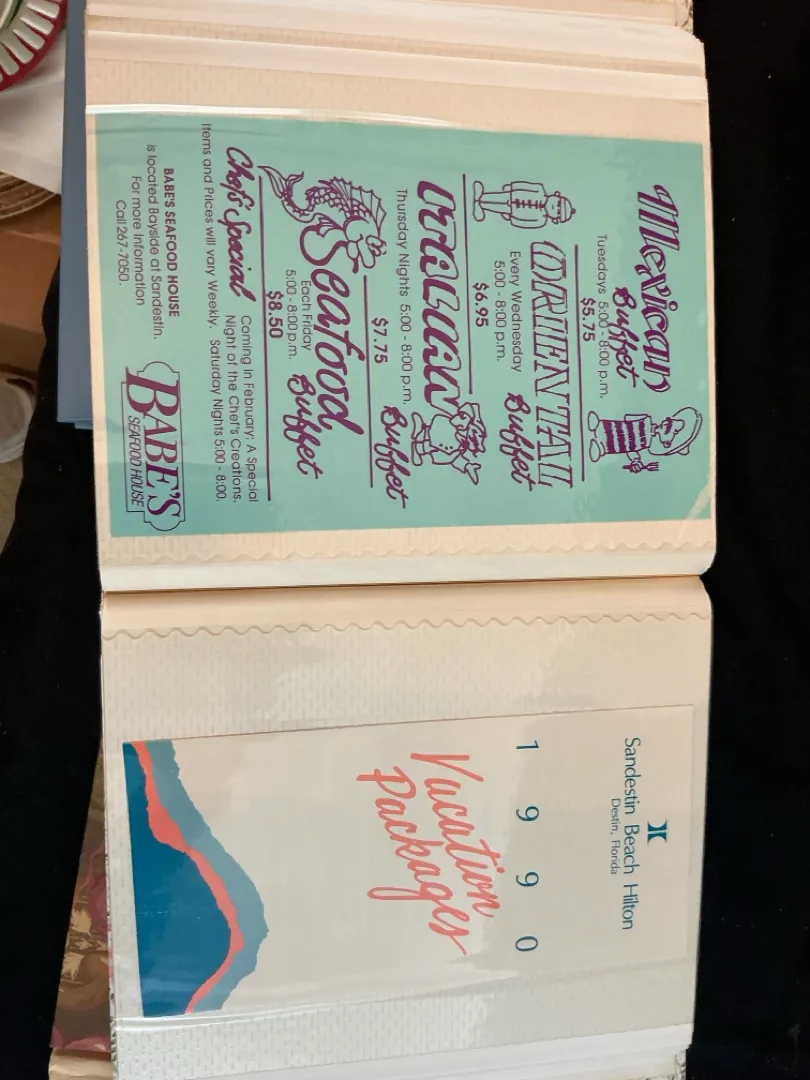 Mexican
Buffet
Tuesdays 5:00 - 8:00 p.m.
$5.75
ORIENTAL
Every Wednesday Buffet
5:00 - 8:00 p.m.
$6.95
ITALIAN
Thursday Nights 5:00 - 8:00 p.m. Buffet
$7.75
Seafood
Each Friday Buffet
5:00 - 8:00 p.m.
$8.50
Chef's Special Coming in February: A Special
Night of the Chef's Creations.
Items and Prices will vary Weekly. Saturday Nights 5:00 - 8:00.
BABE'S SEAFOOD HOUSE
is located Bayside at Sandestin.
For more Information
Call 267-7050.
BABE'S
SEAFOOD HOUSE
Sandestin Beach Hilton
Destin, Florida
1 9 9 0
Vacation
Packages